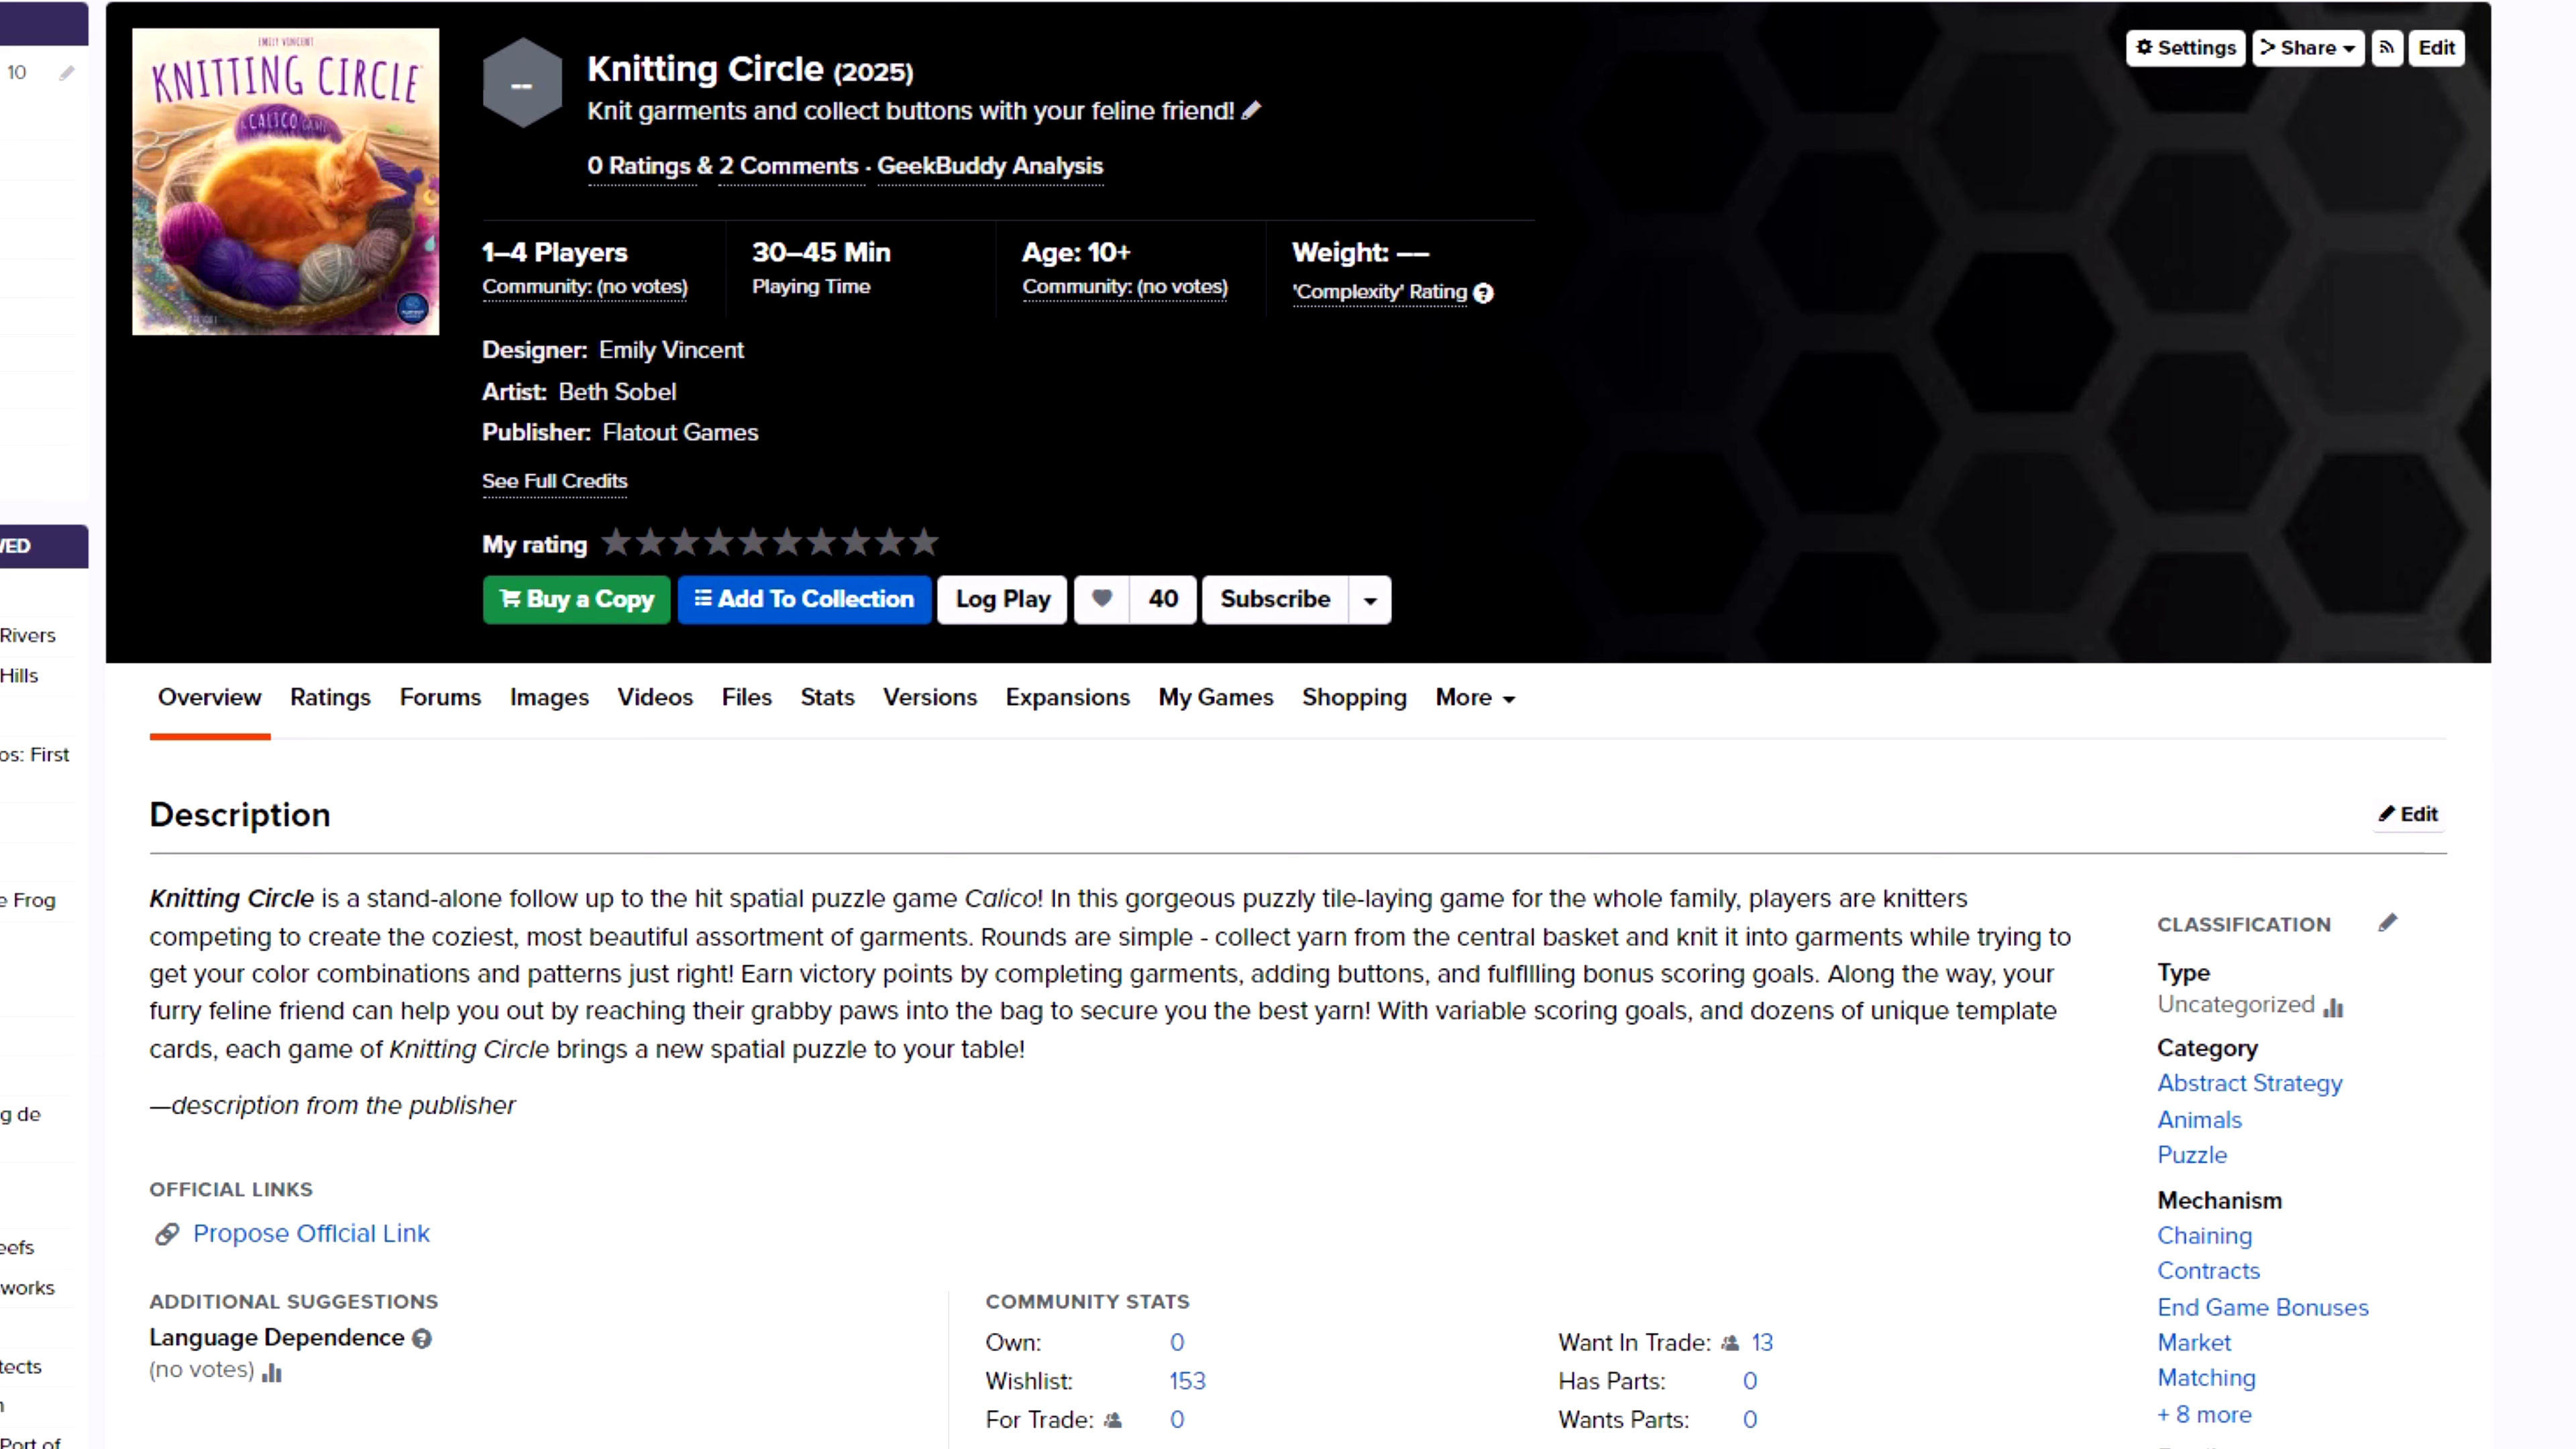 10
VED
Rivers
Hills
os: First
e Frog
g de
eefs
works
tects
n
Port of
EMILY VINCENT
KNITTING CIRCLE
A CALICO GAME
--
Knitting Circle (2025)
Knit garments and collect buttons with your feline friend!
0 Ratings & 2 Comments · GeekBuddy Analysis
Settings Share Edit
1–4 Players 30–45 Min Age: 10+ Weight: —
Community: (no votes) Playing Time Community: (no votes) 'Complexity' Rating ?
Designer: Emily Vincent
Artist: Beth Sobel
Publisher: Flatout Games
See Full Credits
My rating
Buy a Copy Add To Collection Log Play 40 Subscribe
Overview Ratings Forums Images Videos Files Stats Versions Expansions My Games Shopping More
Description
Edit
Knitting Circle is a stand-alone follow up to the hit spatial puzzle game Calico! In this gorgeous puzzly tile-laying game for the whole family, players are knitters
competing to create the coziest, most beautiful assortment of garments. Rounds are simple - collect yarn from the central basket and knit it into garments while trying to
get your color combinations and patterns just right! Earn victory points by completing garments, adding buttons, and fulfilling bonus scoring goals. Along the way, your
furry feline friend can help you out by reaching their grabby paws into the bag to secure you the best yarn! With variable scoring goals, and dozens of unique template
cards, each game of Knitting Circle brings a new spatial puzzle to your table!
—description from the publisher
OFFICIAL LINKS
Propose Official Link
ADDITIONAL SUGGESTIONS
Language Dependence ?
(no votes)
COMMUNITY STATS
Own: 0
Wishlist: 153
For Trade: 0
Want In Trade: 13
Has Parts: 0
Wants Parts: 0
CLASSIFICATION
Type
Uncategorized
Category
Abstract Strategy
Animals
Puzzle
Mechanism
Chaining
Contracts
End Game Bonuses
Market
Matching
+ 8 more